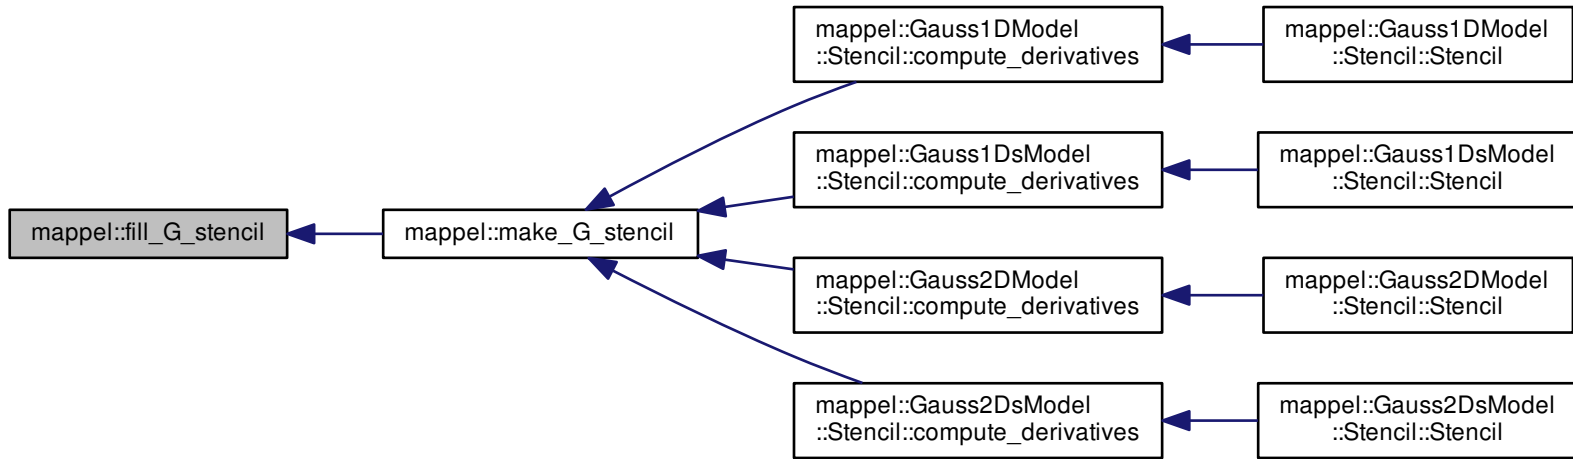 mappel::fill_G_stencil
mappel::make_G_stencil
mappel::Gauss1DModel
::Stencil::compute_derivatives
mappel::Gauss1DModel
::Stencil::Stencil
mappel::Gauss1DsModel
::Stencil::compute_derivatives
mappel::Gauss1DsModel
::Stencil::Stencil
mappel::Gauss2DModel
::Stencil::compute_derivatives
mappel::Gauss2DModel
::Stencil::Stencil
mappel::Gauss2DsModel
::Stencil::compute_derivatives
mappel::Gauss2DsModel
::Stencil::Stencil